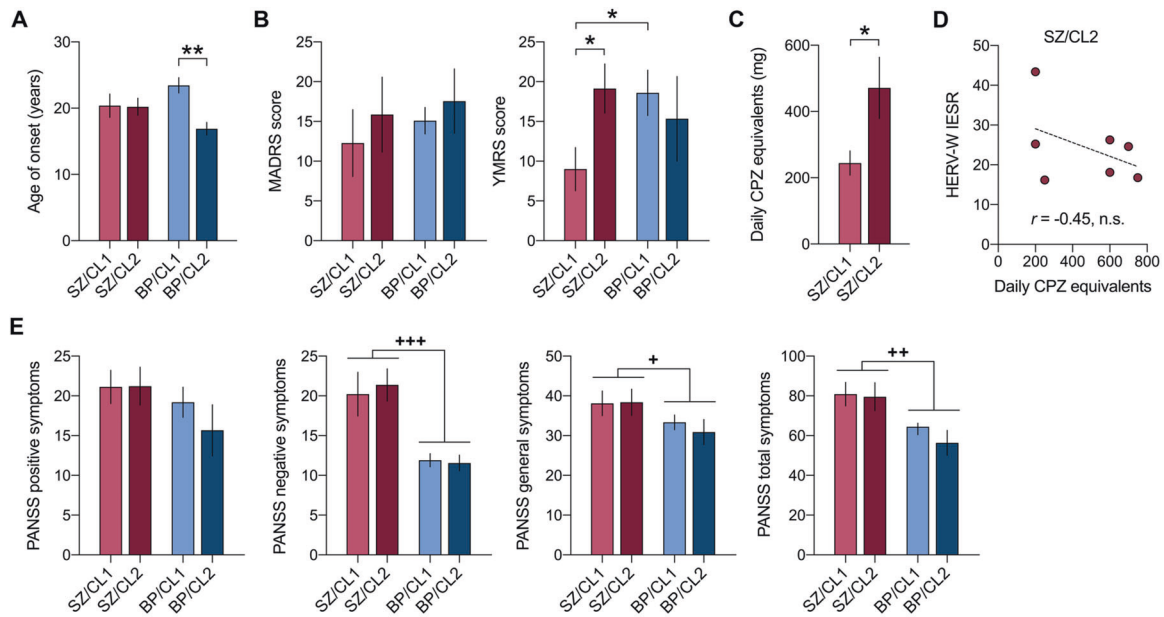 A
B
C
D
Age of onset (years)
30
20
10
0
**
SZ/CL1
SZ/CL2
BP/CL1
BP/CL2
MADRS score
25
20
15
10
5
0
SZ/CL1
SZ/CL2
BP/CL1
BP/CL2
YMRS score
25
20
15
10
5
0
*
*
SZ/CL1
SZ/CL2
BP/CL1
BP/CL2
Daily CPZ equivalents (mg)
600
400
200
0
*
SZ/CL1
SZ/CL2
SZ/CL2
HERV-W IESR
50
40
30
20
10
0
r = -0.45, n.s.
0 200 400 600 800
Daily CPZ equivalents
E
PANSS positive symptoms
25
20
15
10
5
0
SZ/CL1
SZ/CL2
BP/CL1
BP/CL2
PANSS negative symptoms
25
20
15
10
5
0
+++
SZ/CL1
SZ/CL2
BP/CL1
BP/CL2
PANSS general symptoms
50
40
30
20
10
0
+
SZ/CL1
SZ/CL2
BP/CL1
BP/CL2
PANSS total symptoms
100
80
60
40
20
0
++
SZ/CL1
SZ/CL2
BP/CL1
BP/CL2